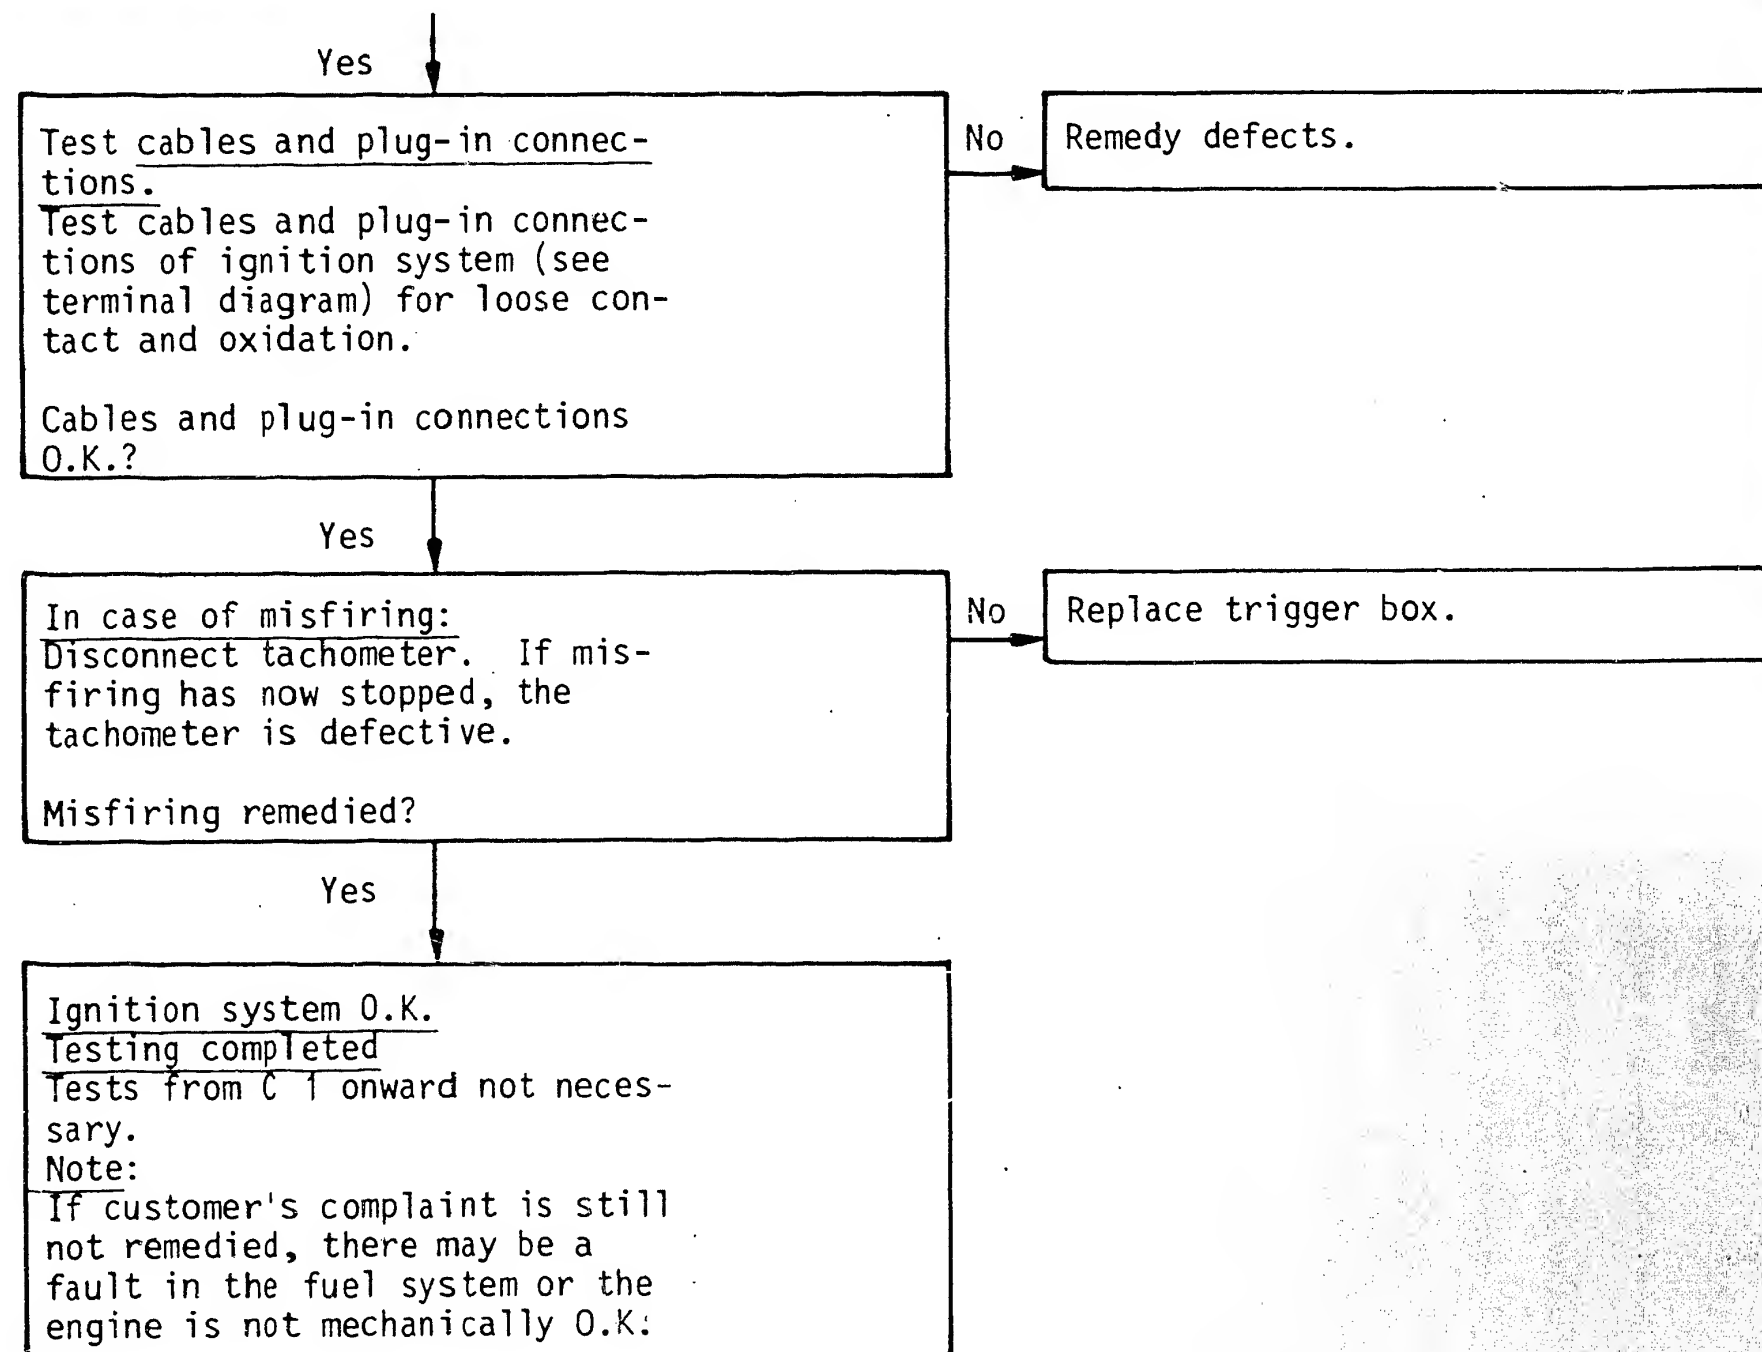 Yes
Test cables and plug-in connec-
tions.
Test cables and plug-in connec-
tions of ignition system (see
terminal diagram) for loose con-
tact and oxidation.
Cables and plug-in connections
O.K.?
No
Remedy defects.
Yes
In case of misfiring:
Disconnect tachometer. If mis-
firing has now stopped, the
tachometer is defective.
Misfiring remedied?
No
Replace trigger box.
Yes
Ignition system O.K.
Testing completed
Tests from C 1 onward not neces-
sary.
Note:
If customer's complaint is still
not remedied, there may be a
fault in the fuel system or the
engine is not mechanically O.K.